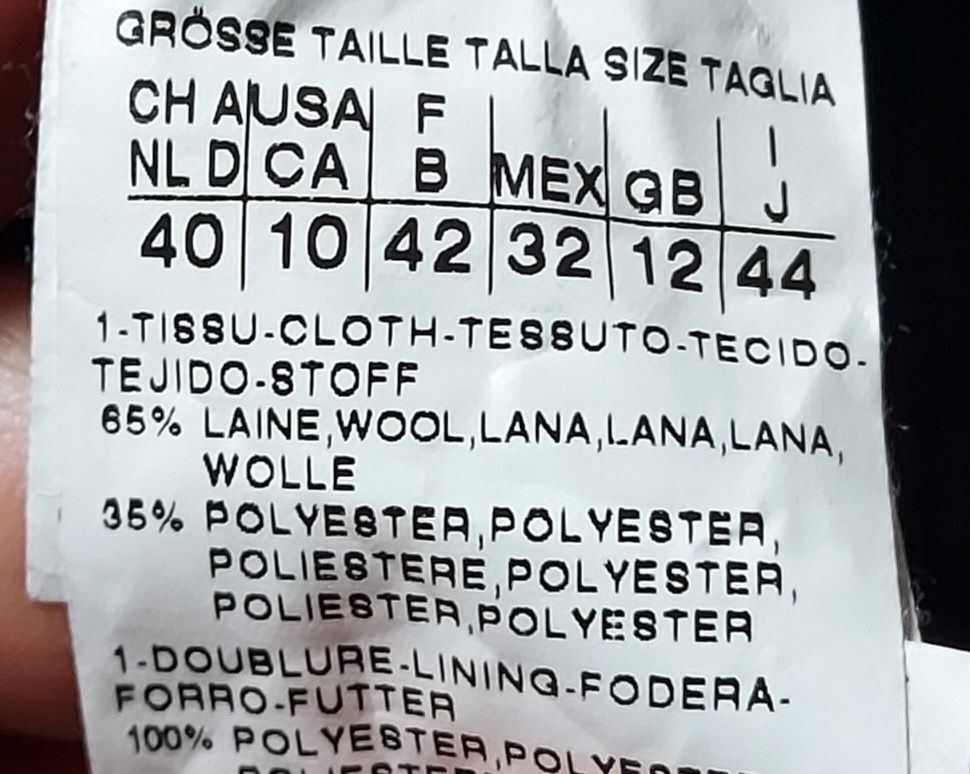 GRÖSSE TAILLE TALLA SIZE TAGLIA
CH A USA F I
NL D CA B MEX GB J
40 10 42 32 12 44
1-TISSU-CLOTH-TESSUTO-TECIDO-
TEJIDO-STOFF
65% LAINE,WOOL,LANA,LANA,LANA,
WOLLE
35% POLYESTER,POLYESTER,
POLIESTERE,POLYESTER,
POLIESTER,POLYESTER
1-DOUBLURE-LINING-FODERA-
FORRO-FUTTER
100% POLYESTER,